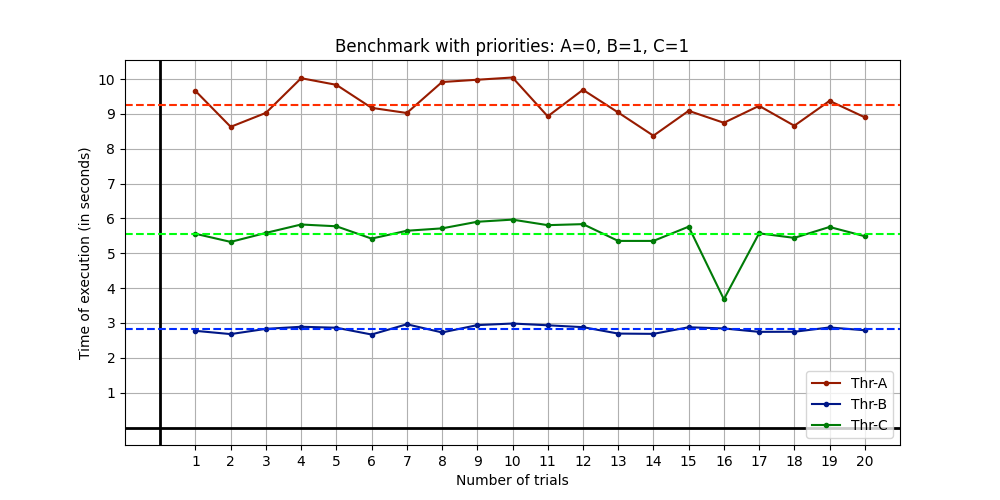 Benchmark with priorities: A=0, B=1, C=1
Time of execution (in seconds)
10
9
8
7
6
5
4
3
2
1
Thr-A
Thr-B
Thr-C
1 2 3 4 5 6 7 8 9 10 11 12 13 14 15 16 17 18 19 20
Number of trials